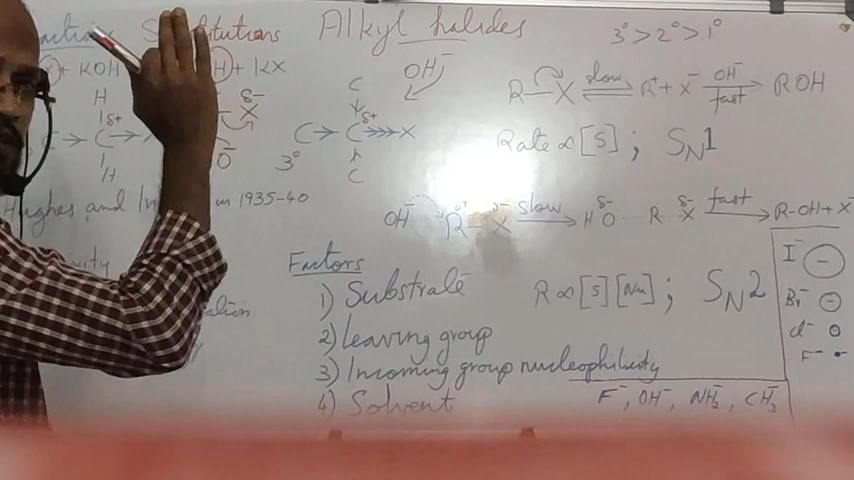 Alkyl halides
3° > 2° > 1°
+ KOH
+ KX
OH⁻
H
C
R—X slow⇌ R⁺ + X⁻ OH⁻/fast→ ROH
δ+
δ-
C → C δ+ →→→ X
3°
C
H
Rate ∝ [S] ; SN1
Hughes and
in 1935-40
OH⁻ R—X slow→ HO δ- ···· R X δ- fast→ R-OH + X⁻
Factors
1) Substrate
R ∝ [S][Nu] ; SN2
2) Leaving group
3) Incoming group nucleophilicity
4) Solvent
F⁻, OH⁻, NH₂⁻, CH₃⁻
I⁻
Br⁻
Cl⁻
F⁻